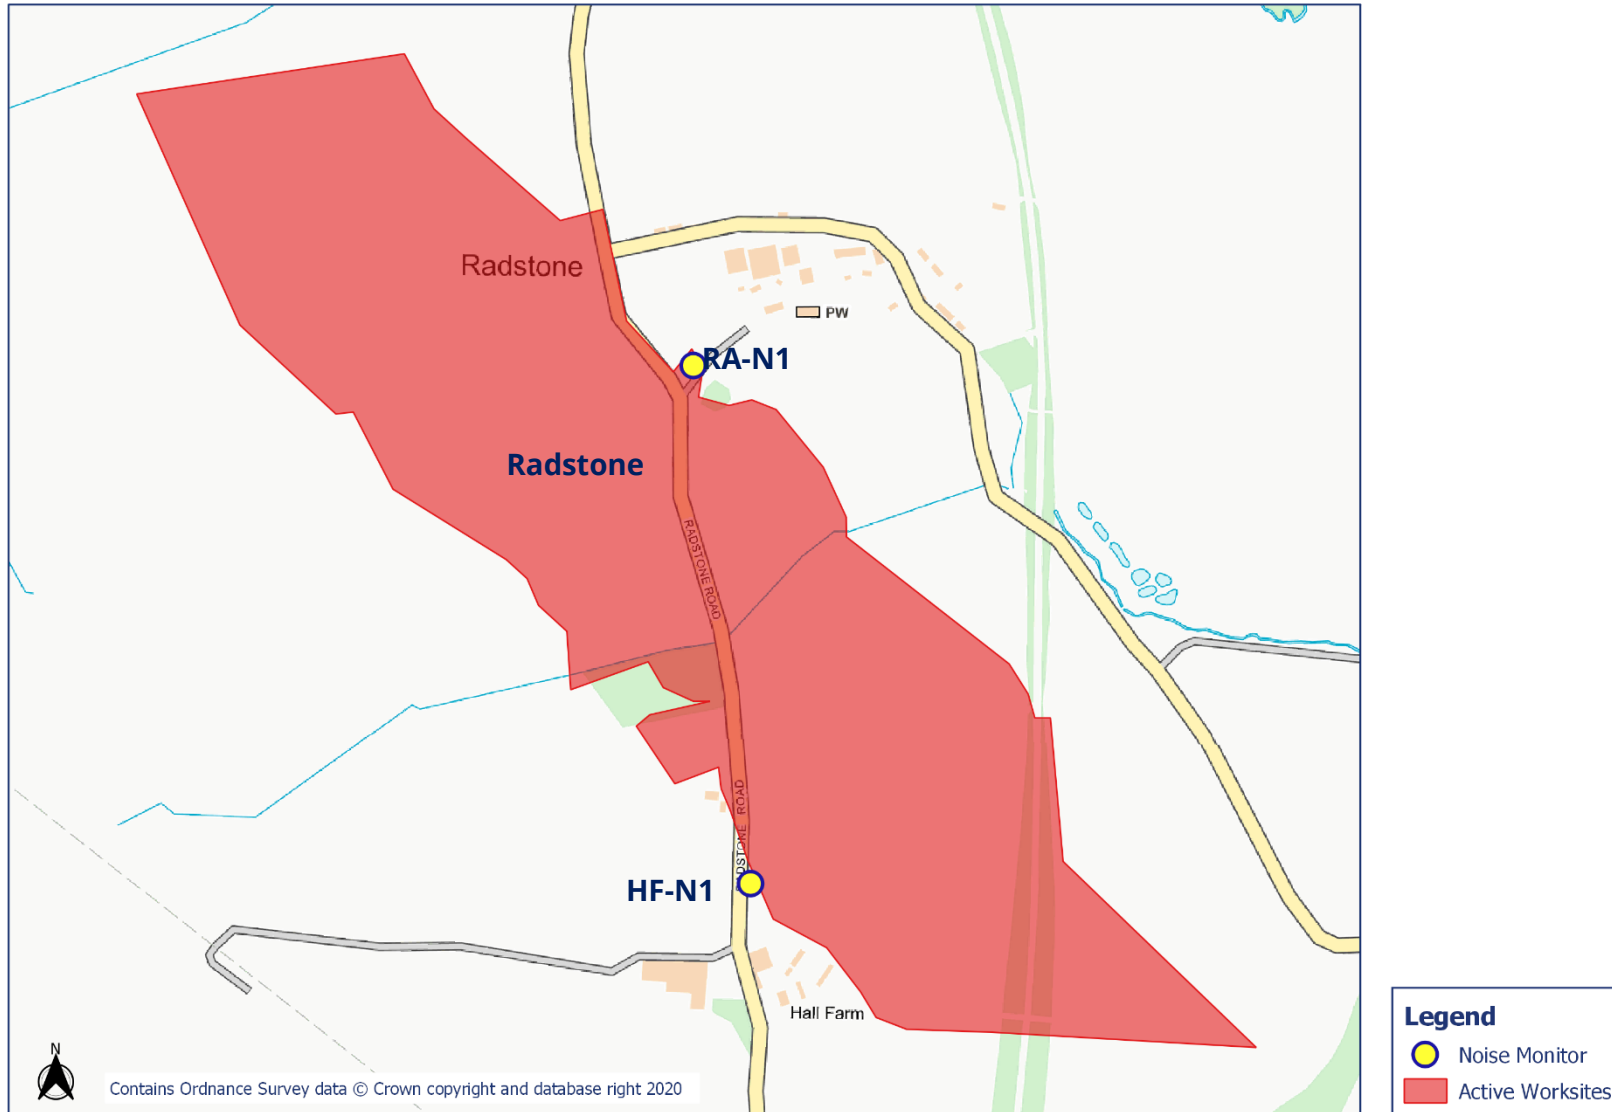 Radstone
PW
RA-N1
Radstone
RADSTONE ROAD
RADSTONE ROAD
HF-N1
Hall Farm
N
Contains Ordnance Survey data © Crown copyright and database right 2020
Legend
Noise Monitor
Active Worksites